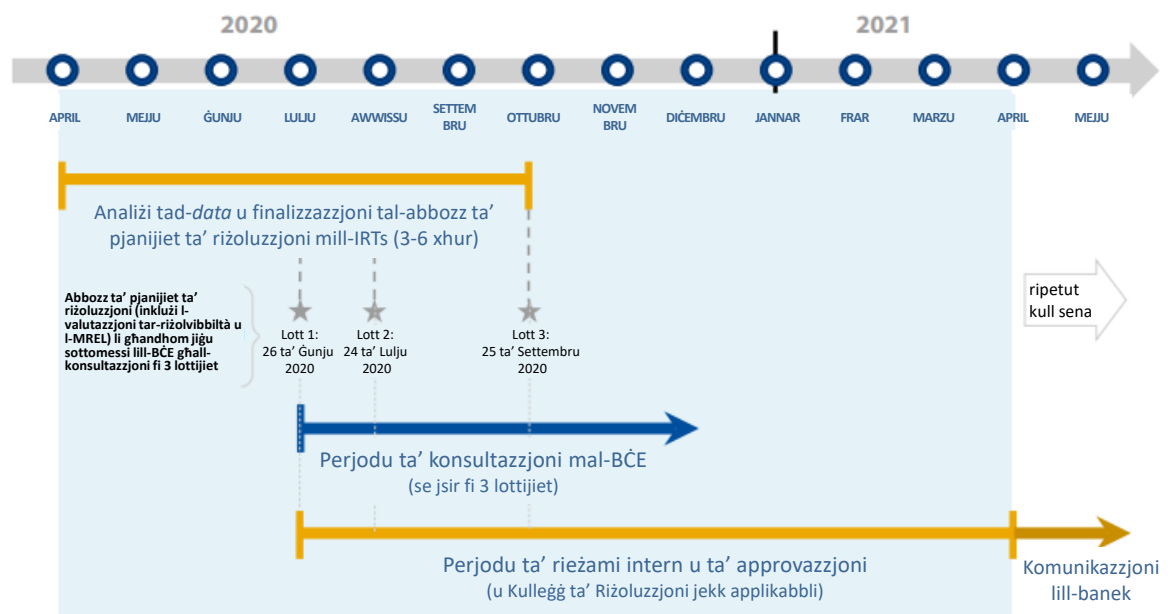 2020
2021
APRIL
MEJJU
ĠUNJU
LULJU
AWWISSU
SETTEM
BRU
OTTUBRU
NOVEM
BRU
DIĊEMBRU
JANNAR
FRAR
MARZU
APRIL
MEJJU
Analiżi tad-data u finalizzazzjoni tal-abbozz ta’
pjanijiet ta’ riżoluzzjoni mill-IRTs (3-6 xhur)
Abbozz ta’ pjanijiet ta’
riżoluzzjoni (inklużi l-
valutazzjoni tar-riżolvibbiltà u
l-MREL) li għandhom jiġu
sottomessi lill-BĊE għall-
konsultazzjoni fi 3 lottijiet
Lott 1:
26 ta’ Ġunju
2020
Lott 2:
24 ta’ Lulju
2020
Lott 3:
25 ta’ Settembru
2020
ripetut
kull sena
Perjodu ta’ konsultazzjoni mal-BĊE
(se jsir fi 3 lottijiet)
Perjodu ta’ rieżami intern u ta’ approvazzjoni
(u Kulleġġ ta’ Riżoluzzjoni jekk applikabbli)
Komunikazzjoni
lill-banek